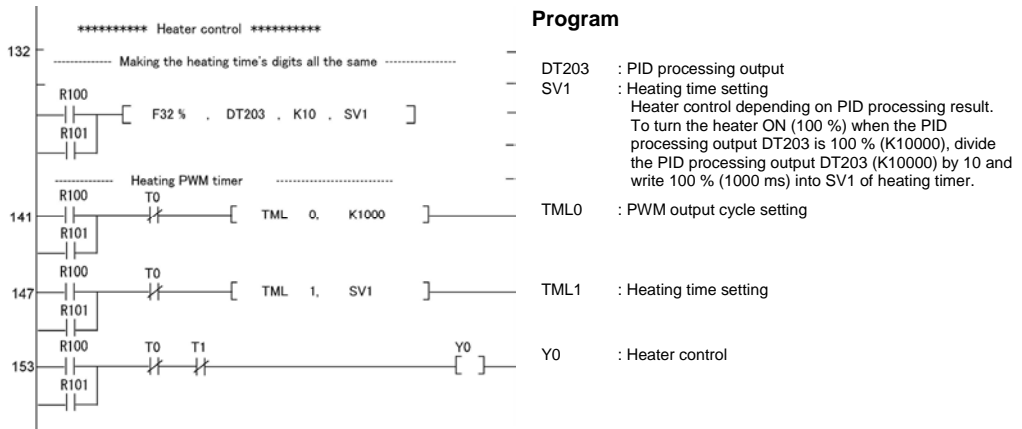 ********** Heater control **********
Program
132
------------ Making the heating time's digits all the same ---------------
DT203 : PID processing output
SV1 : Heating time setting
Heater control depending on PID processing result.
To turn the heater ON (100 %) when the PID
processing output DT203 is 100 % (K10000), divide
the PID processing output DT203 (K10000) by 10 and
write 100 % (1000 ms) into SV1 of heating timer.
R100
F32 % , DT203 , K10 , SV1
R101
------------ Heating PWM timer ------------------------
R100 T0
141 TML 0, K1000
R101
TML0 : PWM output cycle setting
R100 T0
147 TML 1, SV1
R101
TML1 : Heating time setting
R100 T0 T1 Y0
153
R101
Y0 : Heater control